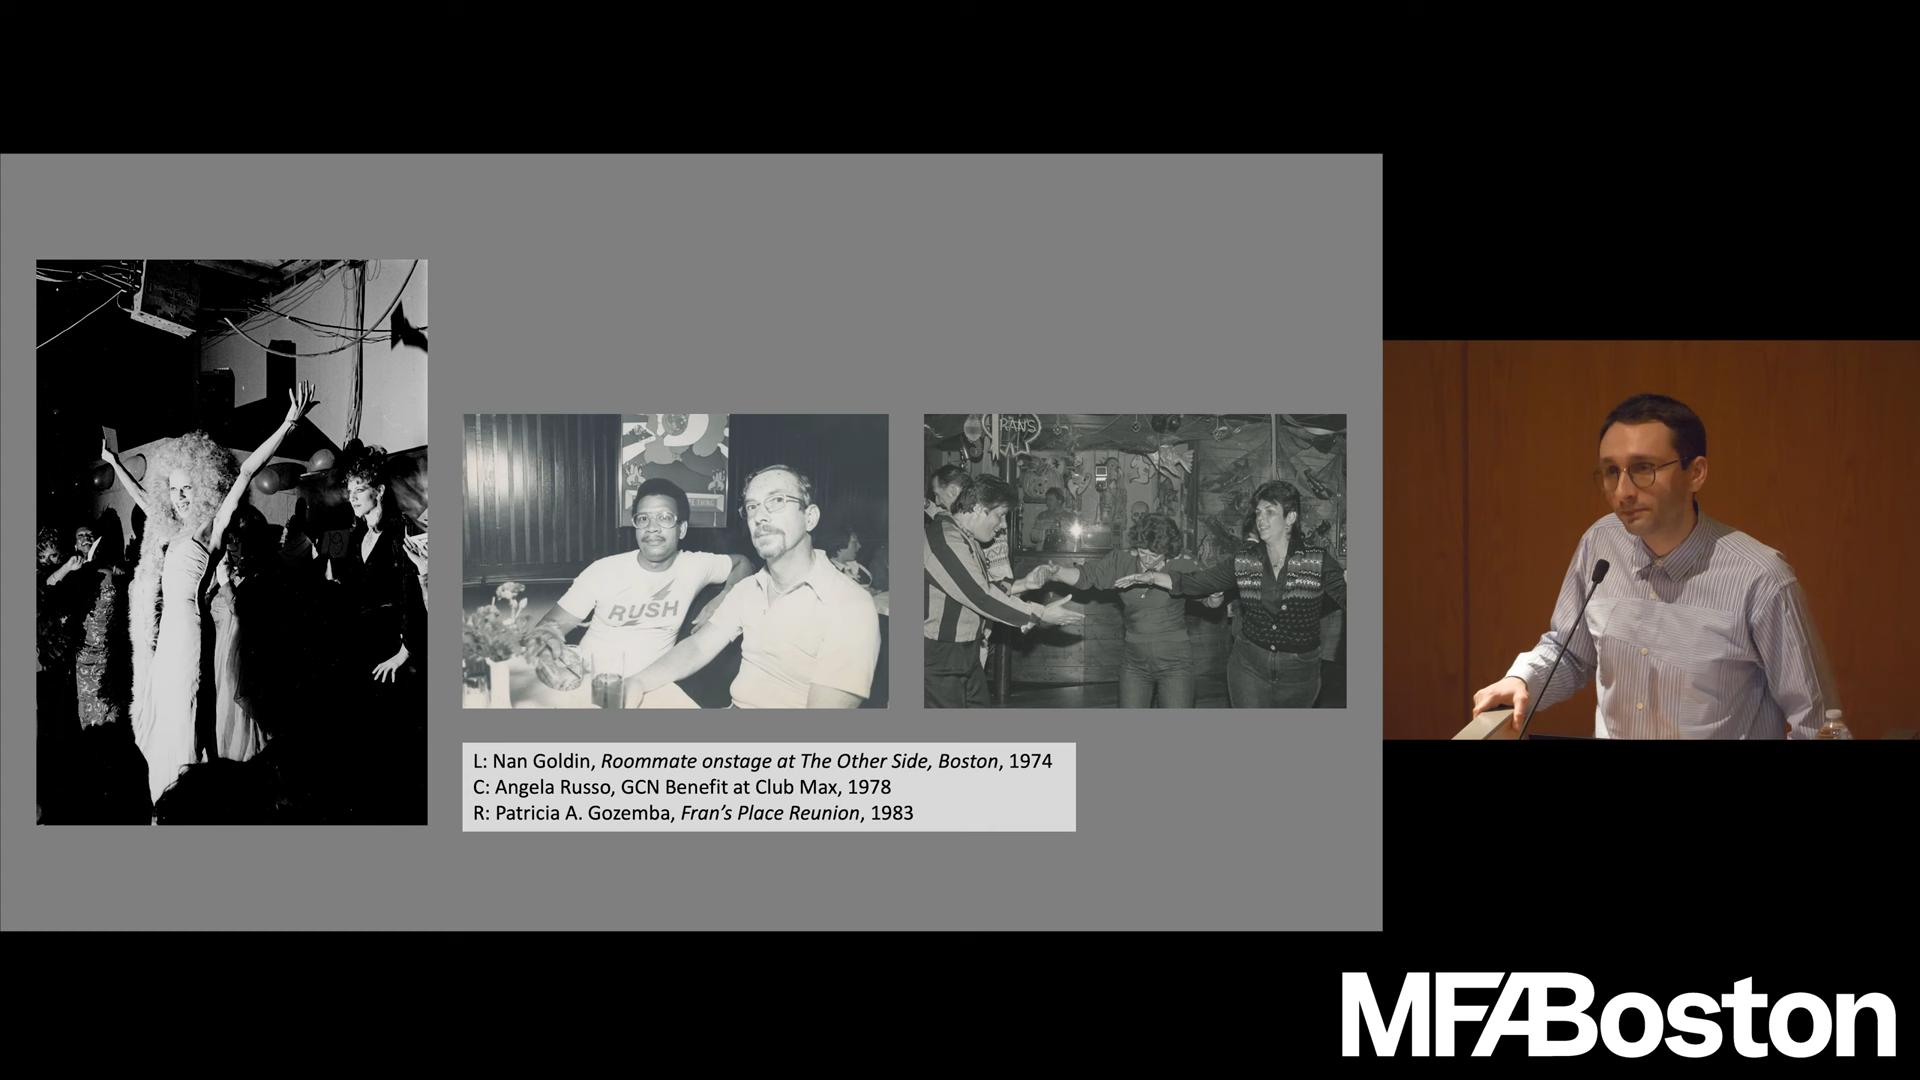 RAN'S
RUSH
L: Nan Goldin, Roommate onstage at The Other Side, Boston, 1974
C: Angela Russo, GCN Benefit at Club Max, 1978
R: Patricia A. Gozemba, Fran's Place Reunion, 1983
MFABoston